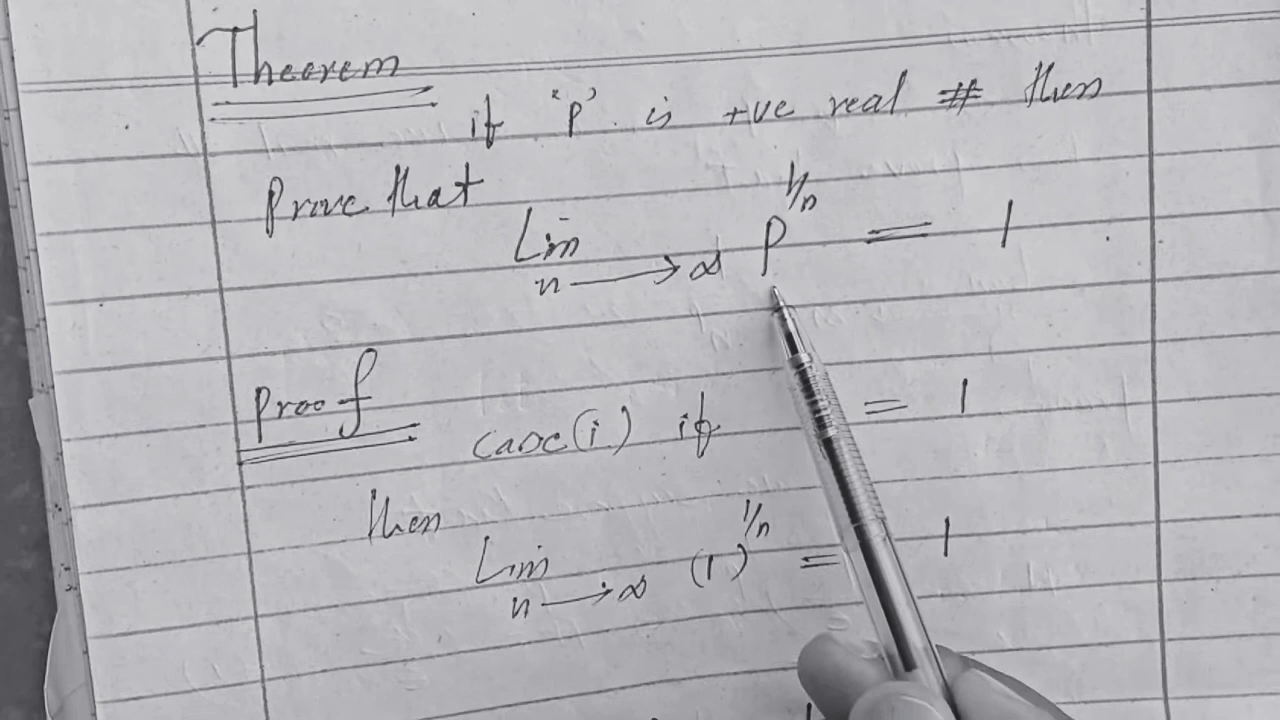 Theorem
if 'P' is +ve real # then
Prove that
Lim n→∞ P^1/n = 1
Proof case(i) if = 1
then
Lim n→∞ (1)^1/n = 1